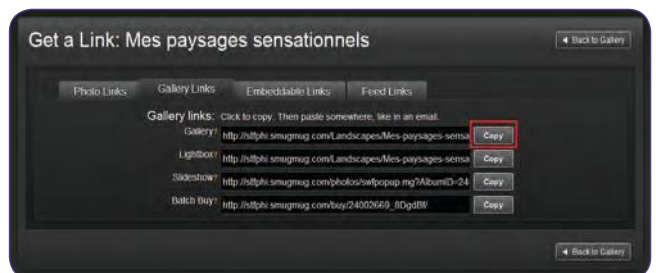 Get a Link: Mes paysages sensationnels
Back to Gallery
Photo Links Gallery Links Embeddable Links Feed Links
Gallery links: Click to copy. Then paste somewhere, like in an email.
Gallery? http://stfphi.smugmug.com/Landscapes/Mes-paysages-sensa Copy
Lightbox? http://stfphi.smugmug.com/Landscapes/Mes-paysages-sensa Copy
Slideshow? http://stfphi.smugmug.com/photos/swfpopup.mg?AlbumID=24 Copy
Batch Buy? http://stfphi.smugmug.com/buy/24002669_8DgdBf/ Copy
Back to Gallery